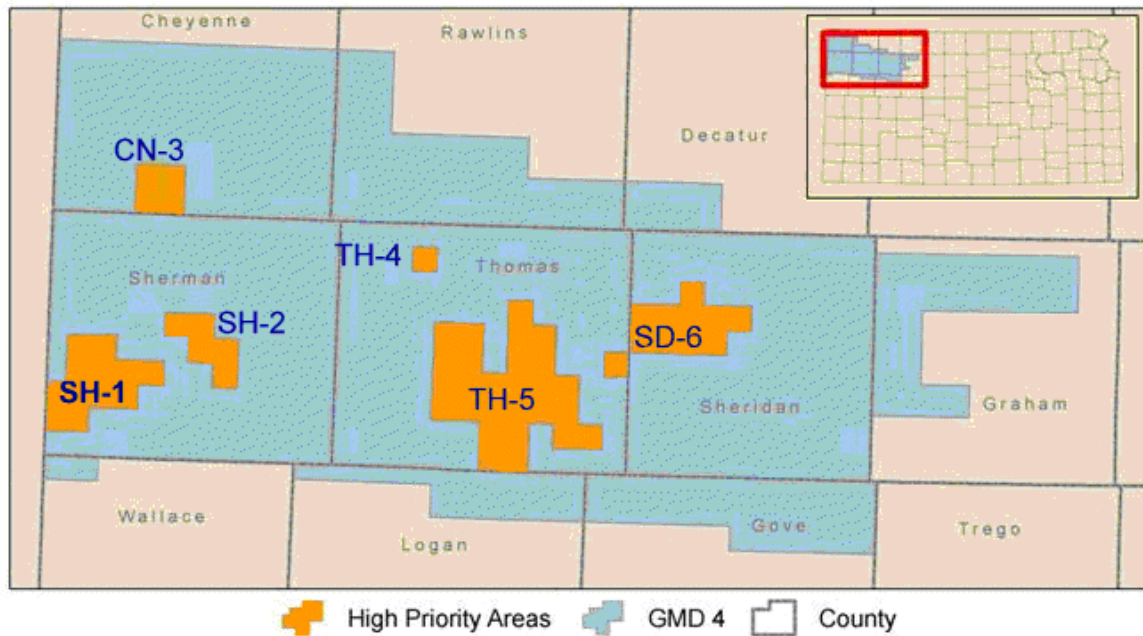 Cheyenne
Rawlins
Decatur
CN-3
TH-4
Thomas
Sherman
SH-2
SD-6
SH-1
TH-5
Sheridan
Graham
Wallace
Logan
Gove
Trego
High Priority Areas
GMD 4
County